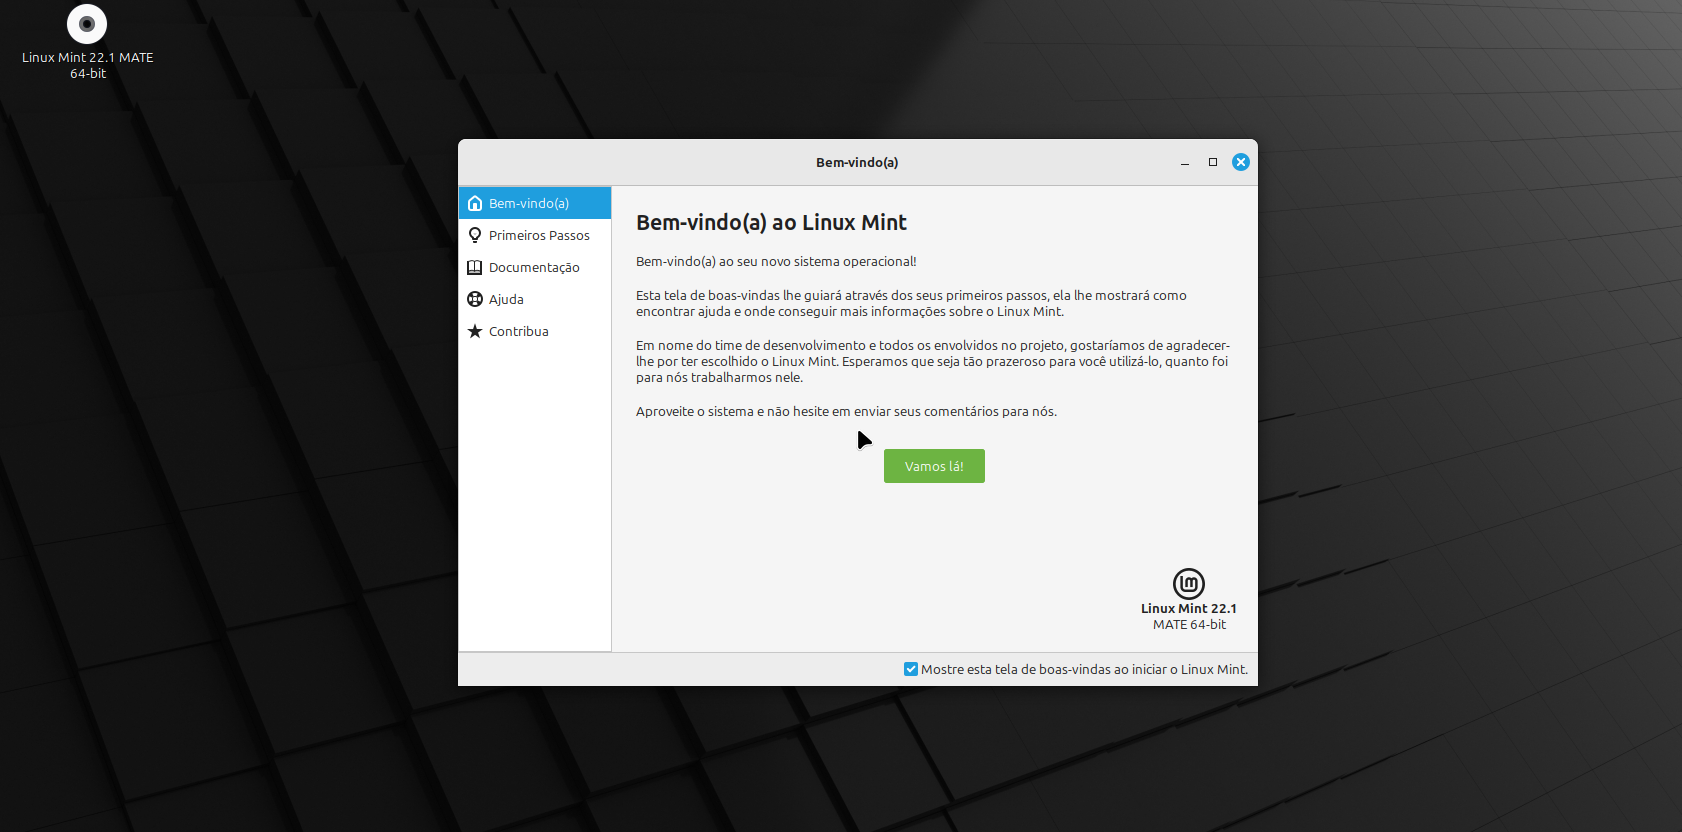 Linux Mint 22.1 MATE
64-bit
Bem-vindo(a)
Bem-vindo(a)
Primeiros Passos
Documentação
Ajuda
Contribua
Bem-vindo(a) ao Linux Mint
Bem-vindo(a) ao seu novo sistema operacional!
Esta tela de boas-vindas lhe guiará através dos seus primeiros passos, ela lhe mostrará como
encontrar ajuda e onde conseguir mais informações sobre o Linux Mint.
Em nome do time de desenvolvimento e todos os envolvidos no projeto, gostaríamos de agradecer-
lhe por ter escolhido o Linux Mint. Esperamos que seja tão prazeroso para você utilizá-lo, quanto foi
para nós trabalharmos nele.
Aproveite o sistema e não hesite em enviar seus comentários para nós.
Vamos lá!
Linux Mint 22.1
MATE 64-bit
Mostre esta tela de boas-vindas ao iniciar o Linux Mint.